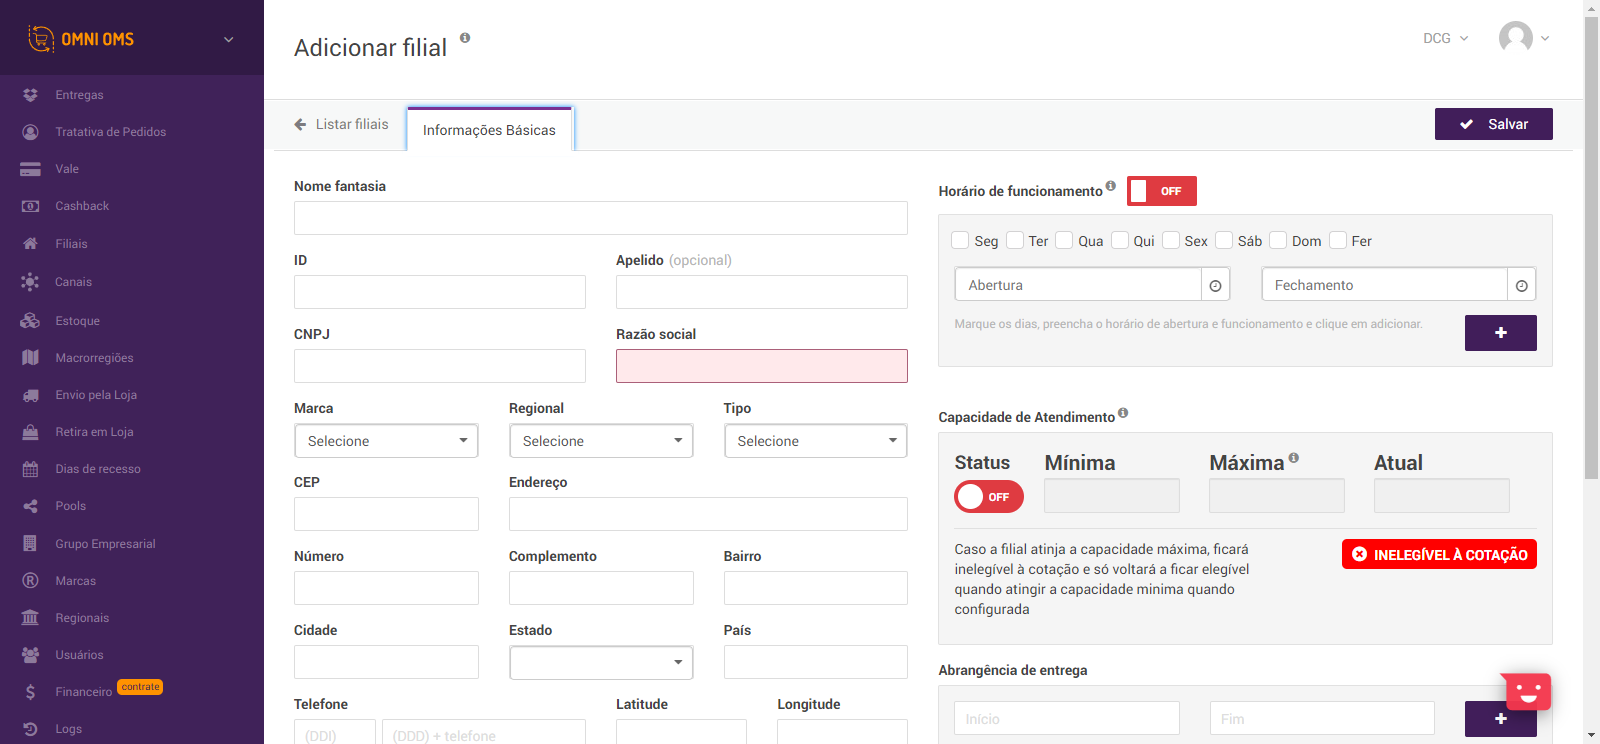 OMNI OMS
Entregas
Tratativa de Pedidos
Vale
Cashback
Filiais
Canais
Estoque
Macrorregiões
Envio pela Loja
Retira em Loja
Dias de recesso
Pools
Grupo Empresarial
Marcas
Regionais
Usuários
Financeiro contrate
Logs
Adicionar filial
DCG
Listar filiais
Informações Básicas
Salvar
Nome fantasia
ID
Apelido (opcional)
CNPJ
Razão social
Marca
Regional
Tipo
Selecione
Selecione
Selecione
CEP
Endereço
Número
Complemento
Bairro
Cidade
Estado
País
Telefone
Latitude
Longitude
(DDI)
(DDD) + telefone
Horário de funcionamento
OFF
Seg Ter Qua Qui Sex Sáb Dom Fer
Abertura
Fechamento
Marque os dias, preencha o horário de abertura e funcionamento e clique em adicionar.
+
Capacidade de Atendimento
Status
Mínima
Máxima
Atual
OFF
Caso a filial atinja a capacidade máxima, ficará
inelegível à cotação e só voltará a ficar elegível
quando atingir a capacidade minima quando
configurada
INELEGÍVEL À COTAÇÃO
Abrangência de entrega
Início
Fim
+